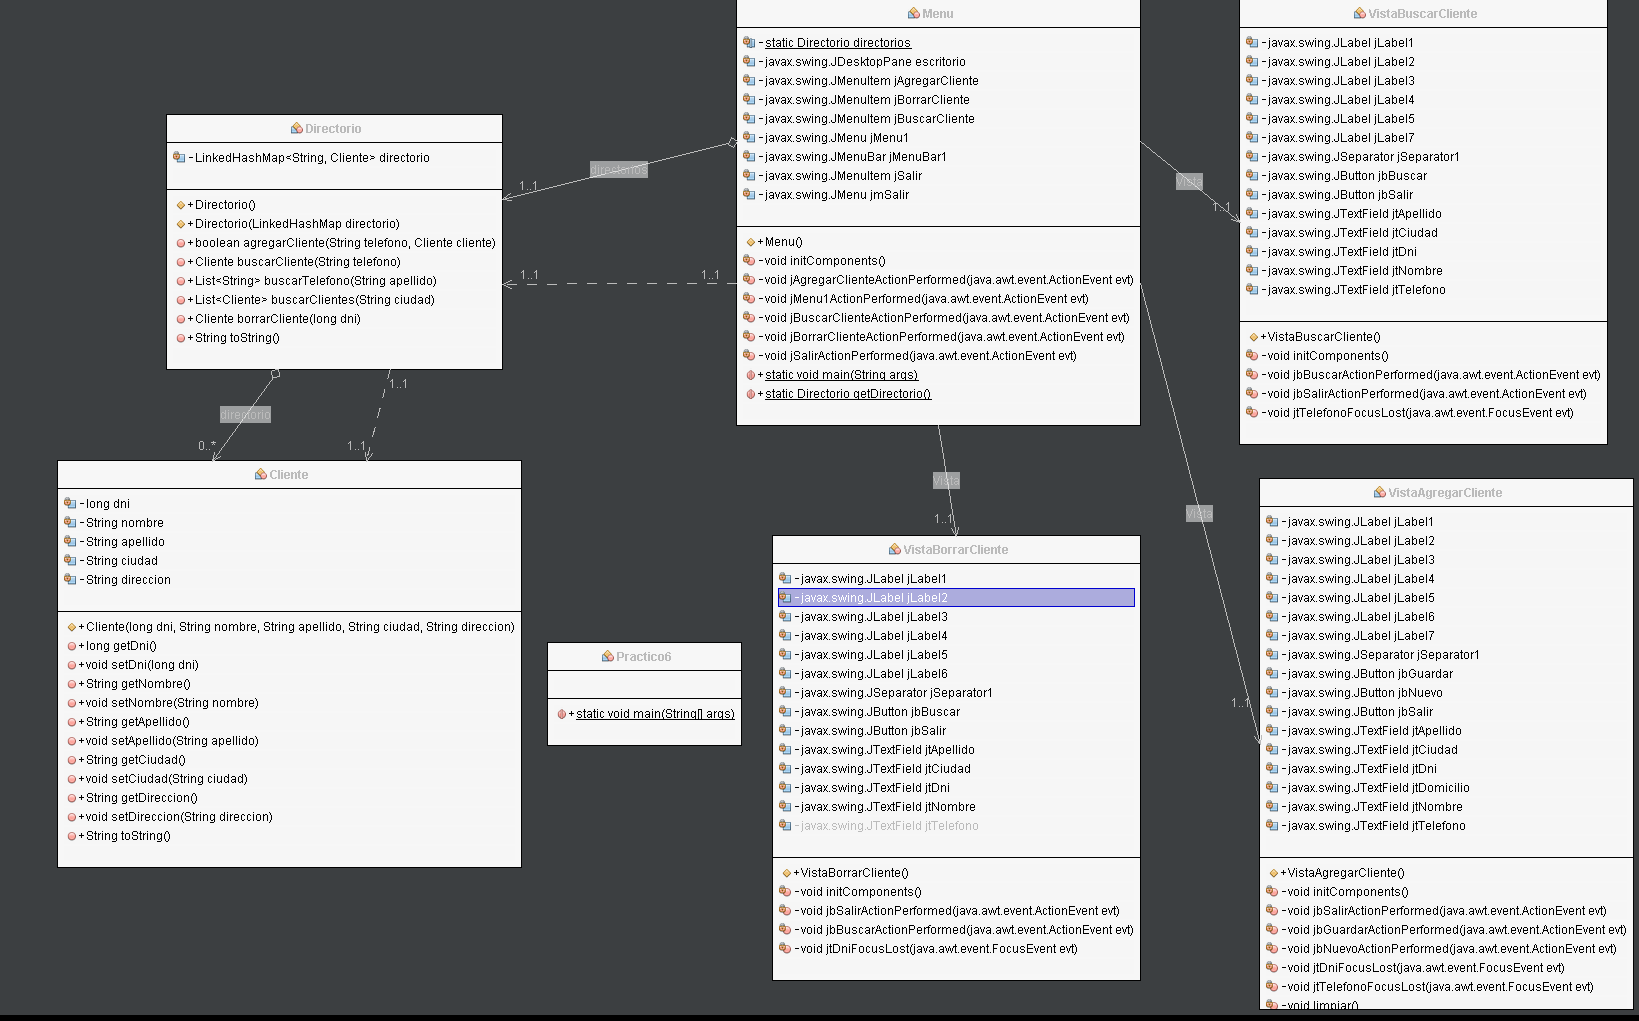 Menu
-static Directorio directorios
-javax.swing.JDesktopPane escritorio
-javax.swing.JMenuItem jAgregarCliente
-javax.swing.JMenuItem jBorrarCliente
-javax.swing.JMenuItem jBuscarCliente
-javax.swing.JMenu jMenu1
-javax.swing.JMenuBar jMenuBar1
-javax.swing.JMenuItem jSalir
-javax.swing.JMenu jmSalir
+Menu()
-void initComponents()
-void jAgregarClienteActionPerformed(java.awt.event.ActionEvent evt)
-void jMenu1ActionPerformed(java.awt.event.ActionEvent evt)
-void jBuscarClienteActionPerformed(java.awt.event.ActionEvent evt)
-void jBorrarClienteActionPerformed(java.awt.event.ActionEvent evt)
-void jSalirActionPerformed(java.awt.event.ActionEvent evt)
+static void main(String args)
+static Directorio getDirectorio()
VistaBuscarCliente
-javax.swing.JLabel jLabel1
-javax.swing.JLabel jLabel2
-javax.swing.JLabel jLabel3
-javax.swing.JLabel jLabel4
-javax.swing.JLabel jLabel5
-javax.swing.JLabel jLabel7
-javax.swing.JSeparator jSeparator1
-javax.swing.JButton jbBuscar
-javax.swing.JButton jbSalir
-javax.swing.JTextField jtApellido
-javax.swing.JTextField jtCiudad
-javax.swing.JTextField jtDni
-javax.swing.JTextField jtNombre
-javax.swing.JTextField jtTelefono
+VistaBuscarCliente()
-void initComponents()
-void jbBuscarActionPerformed(java.awt.event.ActionEvent evt)
-void jbSalirActionPerformed(java.awt.event.ActionEvent evt)
-void jtTelefonoFocusLost(java.awt.event.FocusEvent evt)
Directorio
-LinkedHashMap<String, Cliente> directorio
+Directorio()
+Directorio(LinkedHashMap directorio)
+boolean agregarCliente(String telefono, Cliente cliente)
+Cliente buscarCliente(String telefono)
+List<String> buscarTelefono(String apellido)
+List<Cliente> buscarClientes(String ciudad)
+Cliente borrarCliente(long dni)
+String toString()
directorios
1..1
1..1
1..1
Vista
1..1
directorio
0..*
1..1
1..1
Vista
1..1
Vista
1..1
Cliente
-long dni
-String nombre
-String apellido
-String ciudad
-String direccion
+Cliente(long dni, String nombre, String apellido, String ciudad, String direccion)
+long getDni()
+void setDni(long dni)
+String getNombre()
+void setNombre(String nombre)
+String getApellido()
+void setApellido(String apellido)
+String getCiudad()
+void setCiudad(String ciudad)
+String getDireccion()
+void setDireccion(String direccion)
+String toString()
Practico6
+static void main(String[] args)
VistaBorrarCliente
-javax.swing.JLabel jLabel1
-javax.swing.JLabel jLabel2
-javax.swing.JLabel jLabel3
-javax.swing.JLabel jLabel4
-javax.swing.JLabel jLabel5
-javax.swing.JLabel jLabel6
-javax.swing.JSeparator jSeparator1
-javax.swing.JButton jbBuscar
-javax.swing.JButton jbSalir
-javax.swing.JTextField jtApellido
-javax.swing.JTextField jtCiudad
-javax.swing.JTextField jtDni
-javax.swing.JTextField jtNombre
-javax.swing.JTextField jtTelefono
+VistaBorrarCliente()
-void initComponents()
-void jbSalirActionPerformed(java.awt.event.ActionEvent evt)
-void jbBuscarActionPerformed(java.awt.event.ActionEvent evt)
-void jtDniFocusLost(java.awt.event.FocusEvent evt)
VistaAgregarCliente
-javax.swing.JLabel jLabel1
-javax.swing.JLabel jLabel2
-javax.swing.JLabel jLabel3
-javax.swing.JLabel jLabel4
-javax.swing.JLabel jLabel5
-javax.swing.JLabel jLabel6
-javax.swing.JLabel jLabel7
-javax.swing.JSeparator jSeparator1
-javax.swing.JButton jbGuardar
-javax.swing.JButton jbNuevo
-javax.swing.JButton jbSalir
-javax.swing.JTextField jtApellido
-javax.swing.JTextField jtCiudad
-javax.swing.JTextField jtDni
-javax.swing.JTextField jtDomicilio
-javax.swing.JTextField jtNombre
-javax.swing.JTextField jtTelefono
+VistaAgregarCliente()
-void initComponents()
-void jbSalirActionPerformed(java.awt.event.ActionEvent evt)
-void jbGuardarActionPerformed(java.awt.event.ActionEvent evt)
-void jbNuevoActionPerformed(java.awt.event.ActionEvent evt)
-void jtDniFocusLost(java.awt.event.FocusEvent evt)
-void jtTelefonoFocusLost(java.awt.event.FocusEvent evt)
-void limpiar()